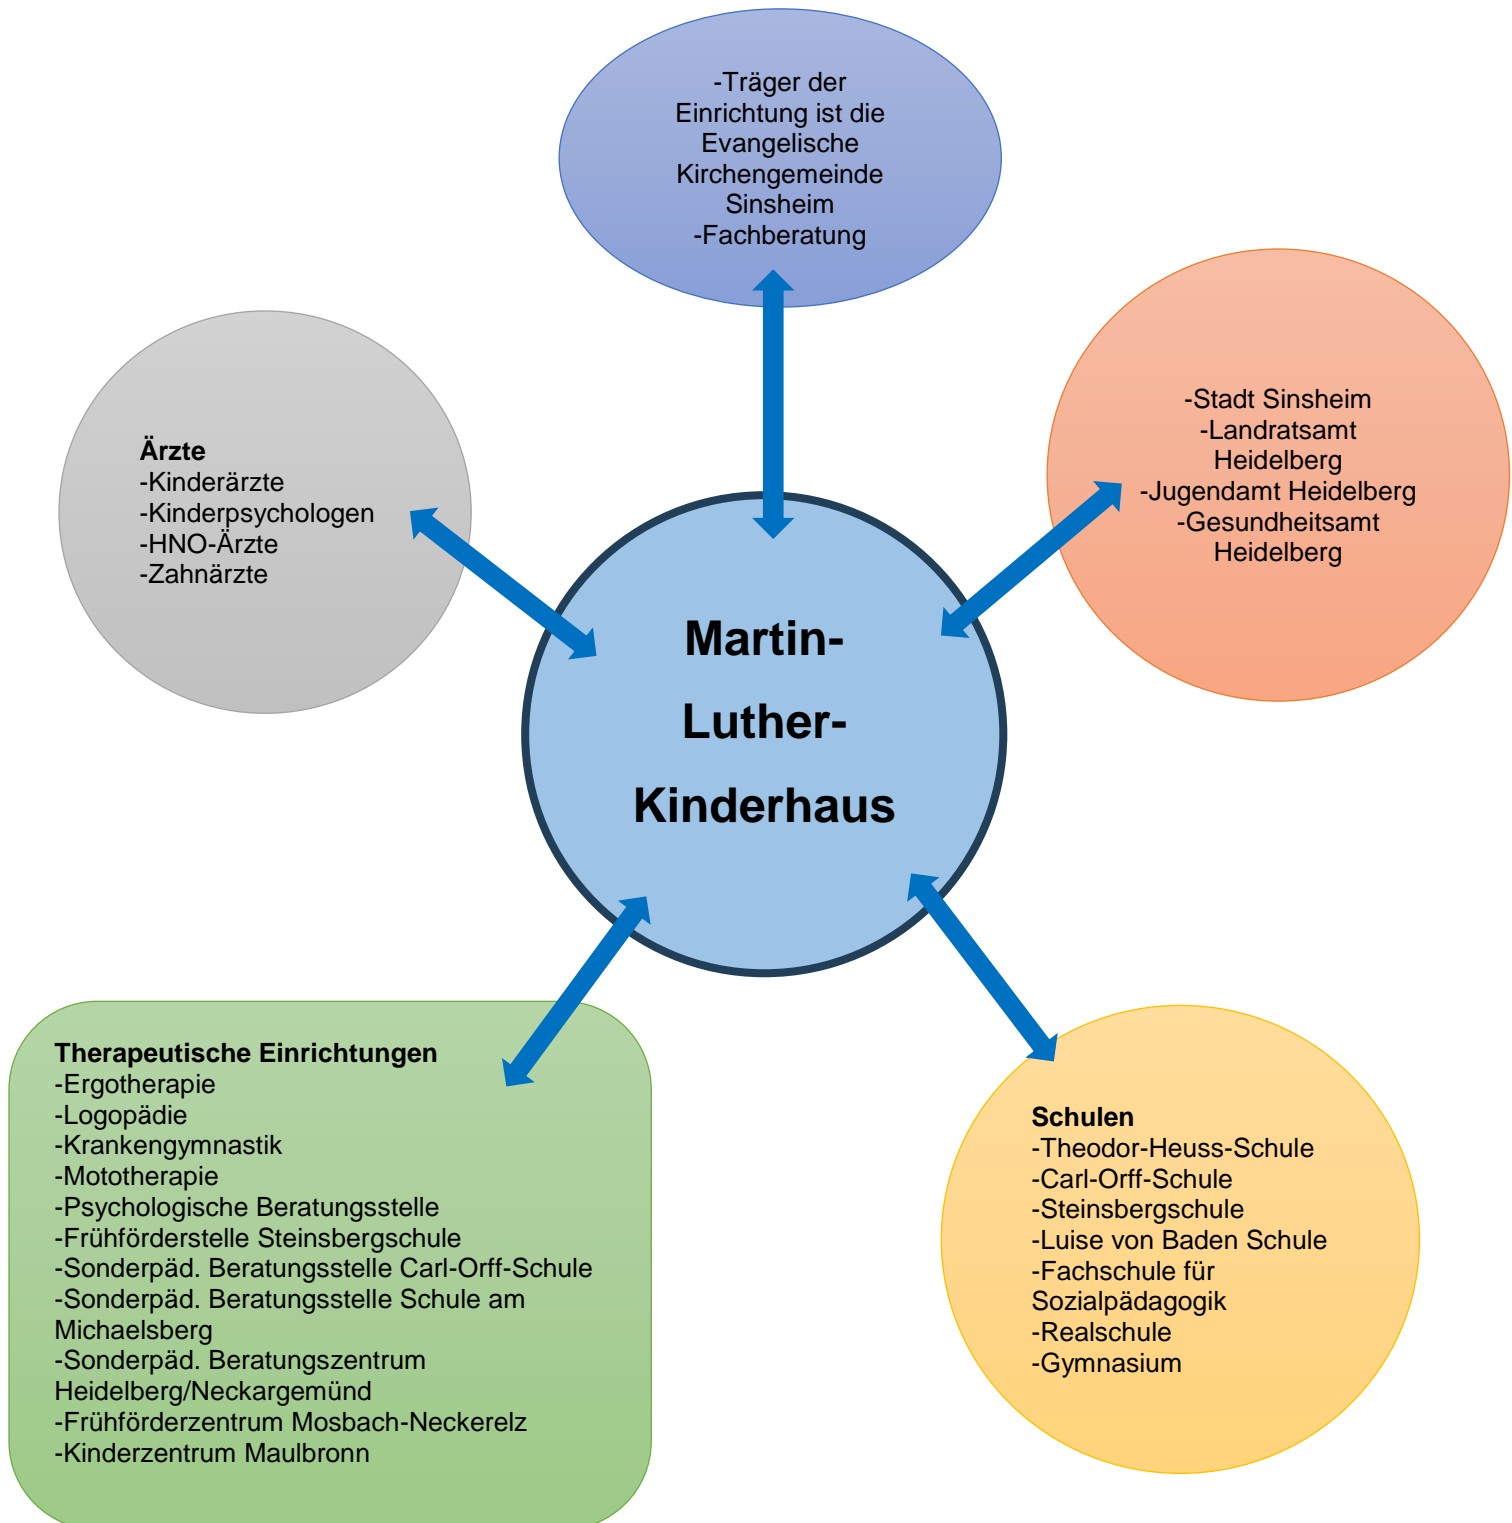 -Träger der
Einrichtung ist die
Evangelische
Kirchengemeinde
Sinsheim
-Fachberatung
-Stadt Sinsheim
-Landratsamt
Heidelberg
-Jugendamt Heidelberg
-Gesundheitsamt
Heidelberg
Ärzte
-Kinderärzte
-Kinderpsychologen
-HNO-Ärzte
-Zahnärzte
Martin-
Luther-
Kinderhaus
Therapeutische Einrichtungen
-Ergotherapie
-Logopädie
-Krankengymnastik
-Mototherapie
-Psychologische Beratungsstelle
-Frühförderstelle Steinsbergschule
-Sonderpäd. Beratungsstelle Carl-Orff-Schule
-Sonderpäd. Beratungsstelle Schule am
Michaelsberg
-Sonderpäd. Beratungszentrum
Heidelberg/Neckargemünd
-Frühförderzentrum Mosbach-Neckerelz
-Kinderzentrum Maulbronn
Schulen
-Theodor-Heuss-Schule
-Carl-Orff-Schule
-Steinsbergschule
-Luise von Baden Schule
-Fachschule für
Sozialpädagogik
-Realschule
-Gymnasium